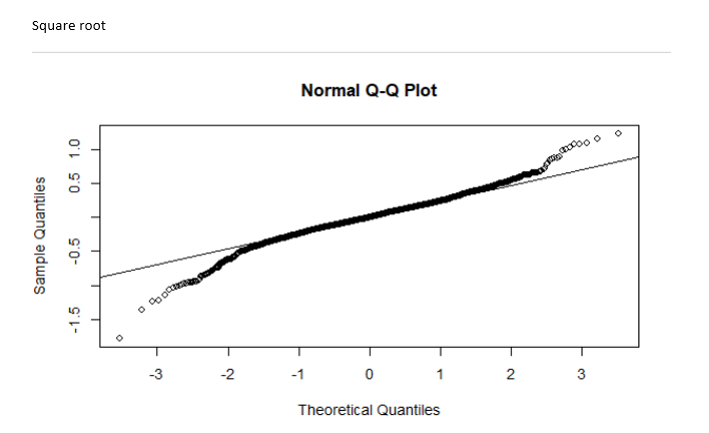 Square root
Normal Q-Q Plot
Sample Quantiles
1.0
0.5
-0.5
-1.5
-3 -2 -1 0 1 2 3
Theoretical Quantiles